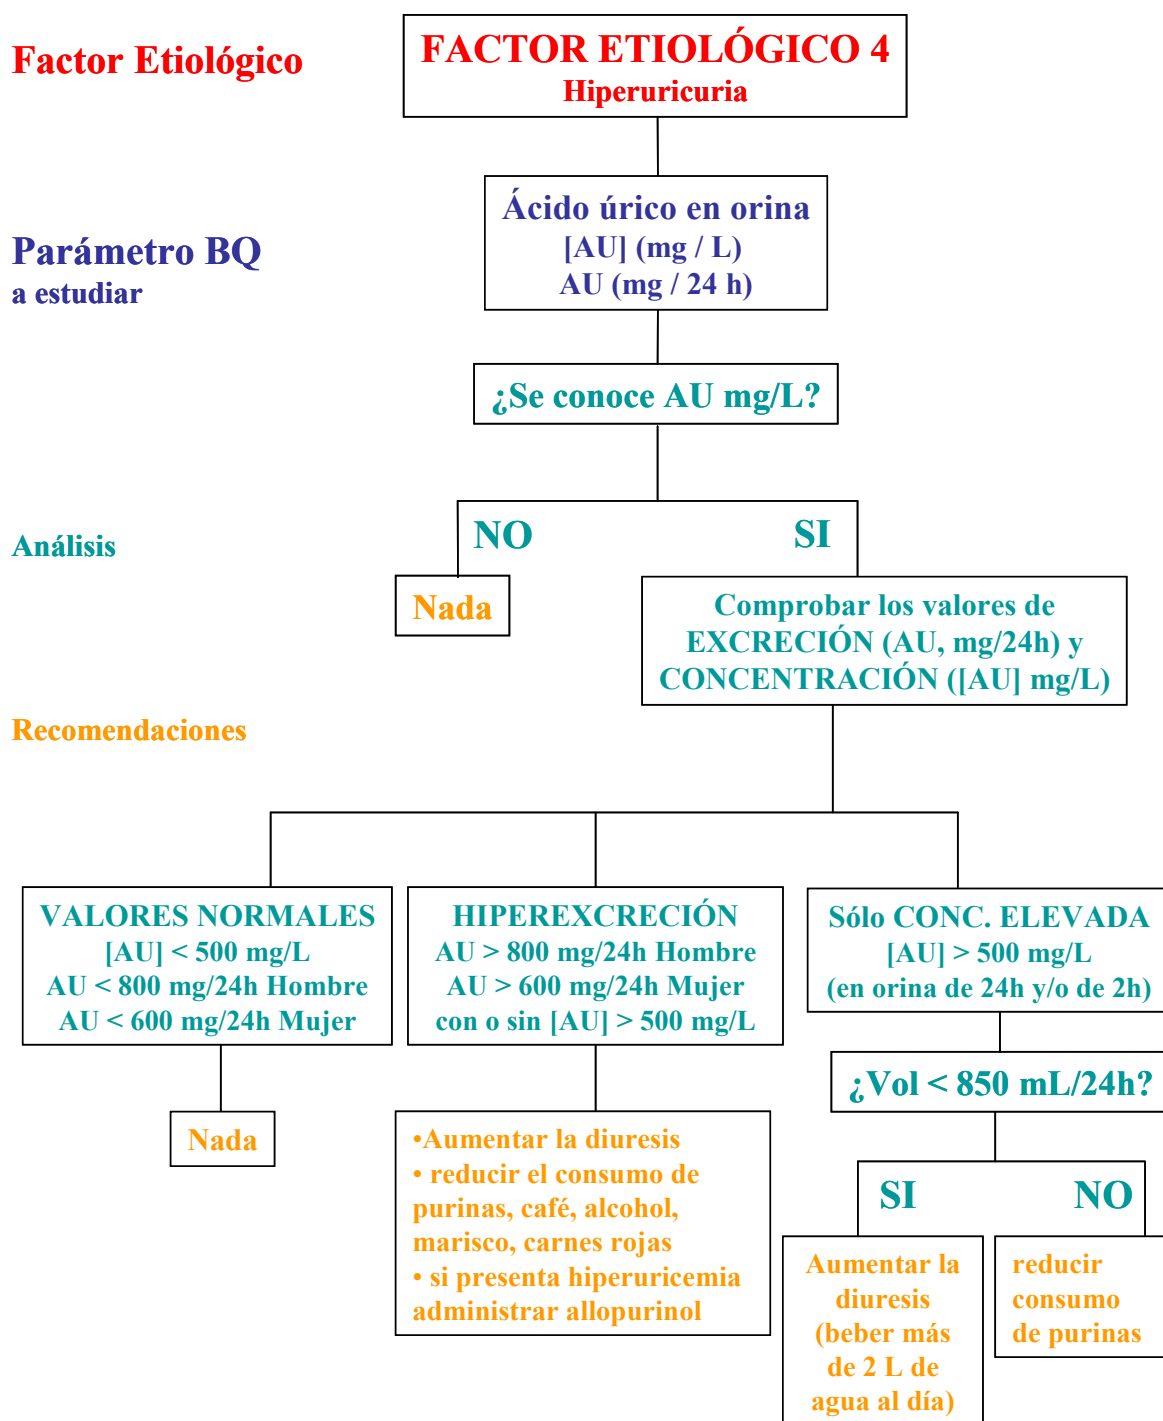 Factor Etiológico
FACTOR ETIOLÓGICO 4
Hiperuricuria
Parámetro BQ
a estudiar
Ácido úrico en orina
[AU] (mg / L)
AU (mg / 24 h)
¿Se conoce AU mg/L?
Análisis
NO
SI
Nada
Comprobar los valores de
EXCRECIÓN (AU, mg/24h) y
CONCENTRACIÓN ([AU] mg/L)
Recomendaciones
VALORES NORMALES
[AU] < 500 mg/L
AU < 800 mg/24h Hombre
AU < 600 mg/24h Mujer
HIPEREXCRECIÓN
AU > 800 mg/24h Hombre
AU > 600 mg/24h Mujer
con o sin [AU] > 500 mg/L
Sólo CONC. ELEVADA
[AU] > 500 mg/L
(en orina de 24h y/o de 2h)
¿Vol < 850 mL/24h?
Nada
•Aumentar la diuresis
• reducir el consumo de
purinas, café, alcohol,
marisco, carnes rojas
• si presenta hiperuricemia
administrar allopurinol
SI
NO
Aumentar la
diuresis
(beber más
de 2 L de
agua al día)
reducir
consumo
de purinas